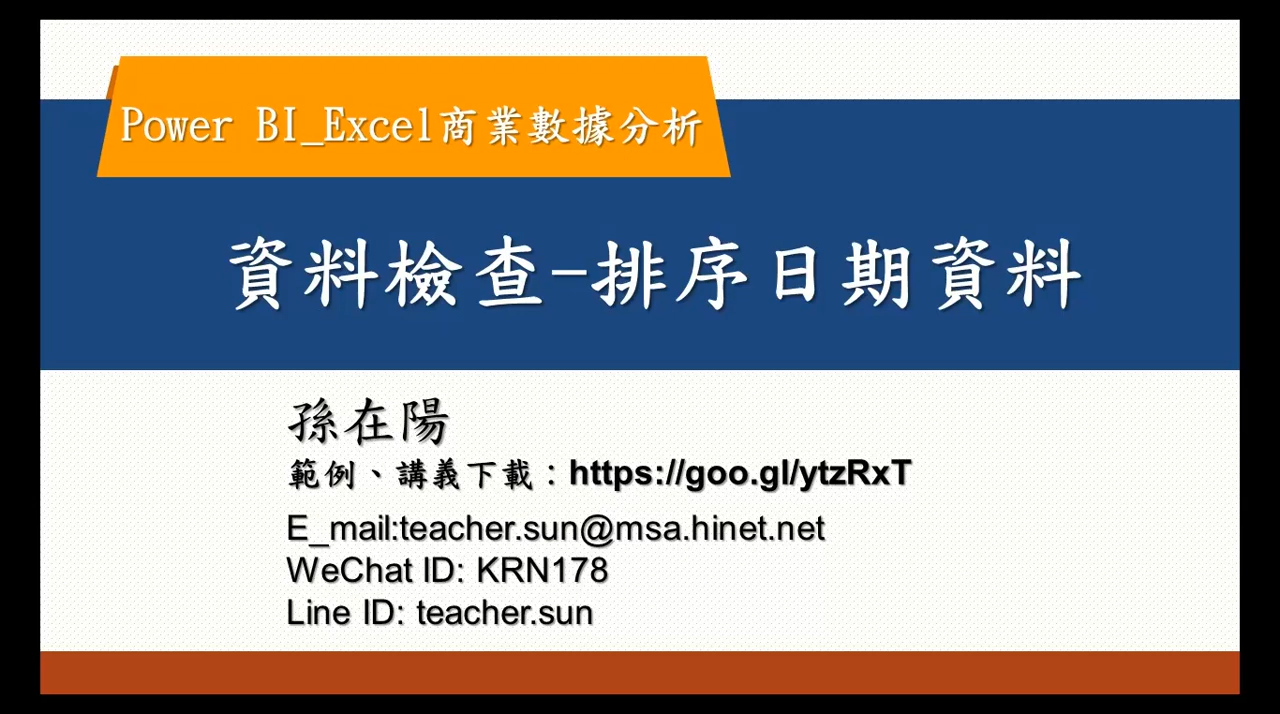 Power BI_Excel商業數據分析
資料檢查-排序日期資料
孫在陽
範例、講義下載：https://goo.gl/ytzRxT
E_mail:teacher.sun@msa.hinet.net
WeChat ID: KRN178
Line ID: teacher.sun